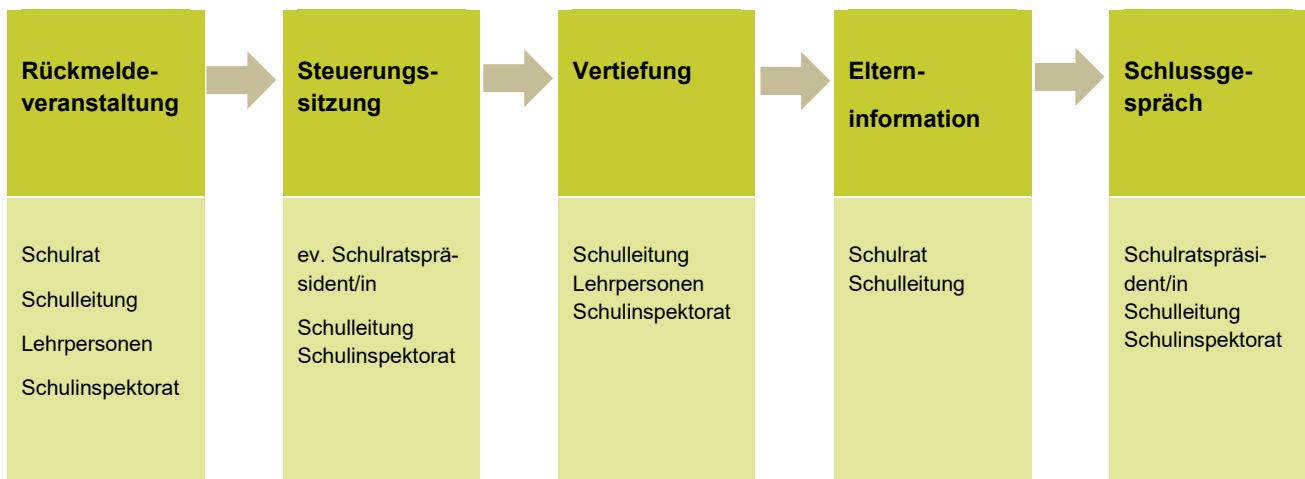 Rückmelde-
veranstaltung
Schulrat
Schulleitung
Lehrpersonen
Schulinspektorat
Steuerungs-
sitzung
ev. Schulratsprä-
sident/in
Schulleitung
Schulinspektorat
Vertiefung
Schulleitung
Lehrpersonen
Schulinspektorat
Eltern-
information
Schulrat
Schulleitung
Schlussge-
spräch
Schulratspräsi-
dent/in
Schulleitung
Schulinspektorat